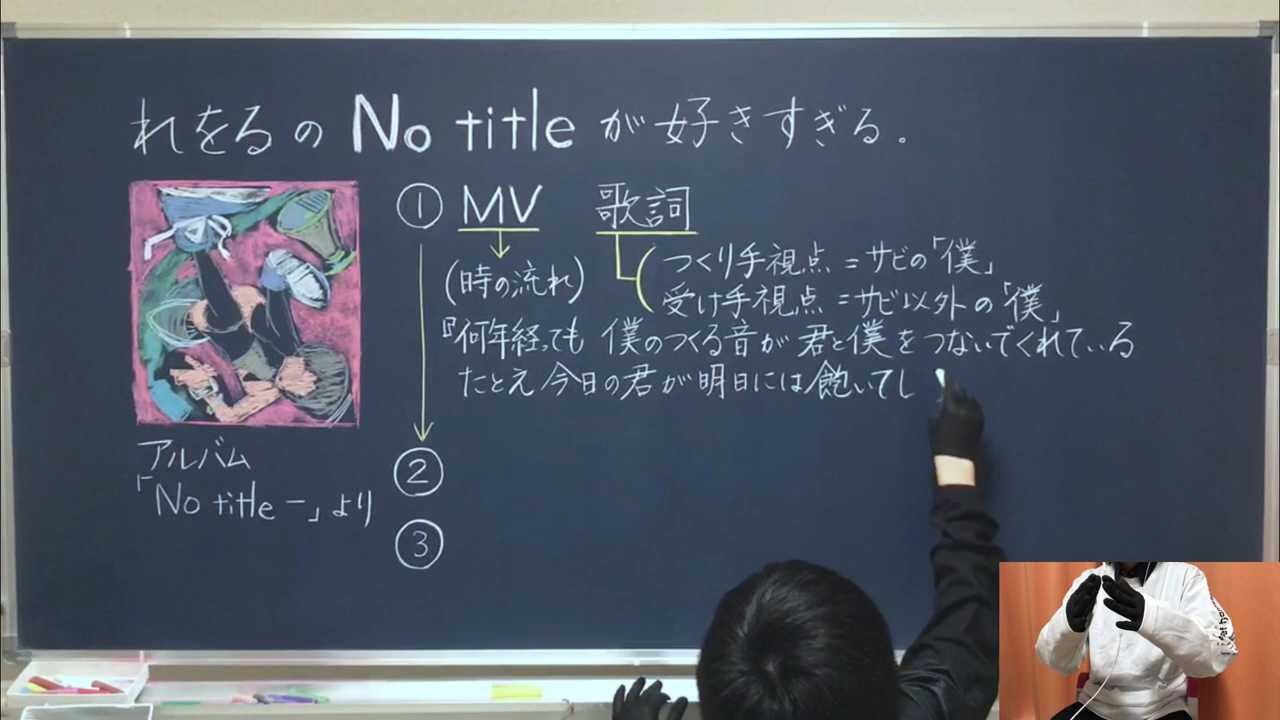 れをるの No title が好きすぎる.
① MV 歌詞
(時の流れ)
つくり手視点 = サビの「僕」
受け手視点 = サビ以外の「僕」
『何年経っても 僕のつくる音が 君と僕をつないでくれている
たとえ 今日の君が明日には飽いてし
アルバム
「No title −」より
②
③